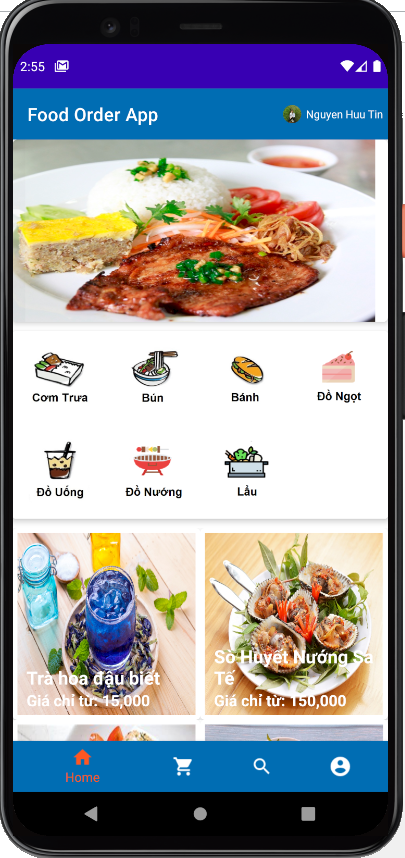 2:55
Food Order App
Nguyen Huu Tin
Cơm Trưa
Bún
Bánh
Đồ Ngọt
Đồ Uống
Đồ Nướng
Lẩu
Trà hoa đậu biết
Giá chỉ từ: 15,000
Sò Huyết Nướng Sa
Tế
Giá chỉ từ: 150,000
Home